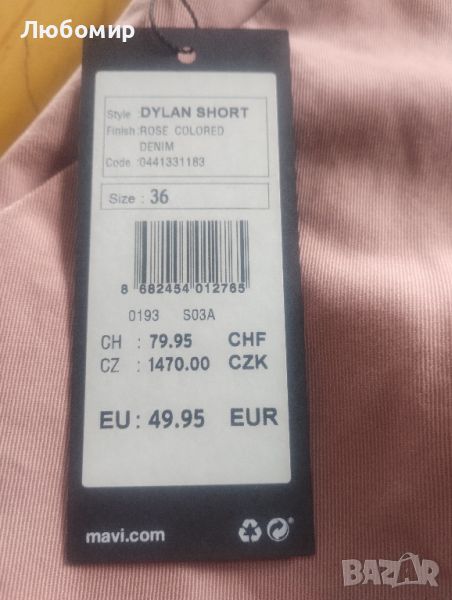 Любомир
Style : DYLAN SHORT
Finish : ROSE COLORED
DENIM
Code : 0441331183
Size : 36
8 682454 012765
0193 S03A
CH : 79.95 CHF
CZ : 1470.00 CZK
EU : 49.95 EUR
mavi.com
BAZAR